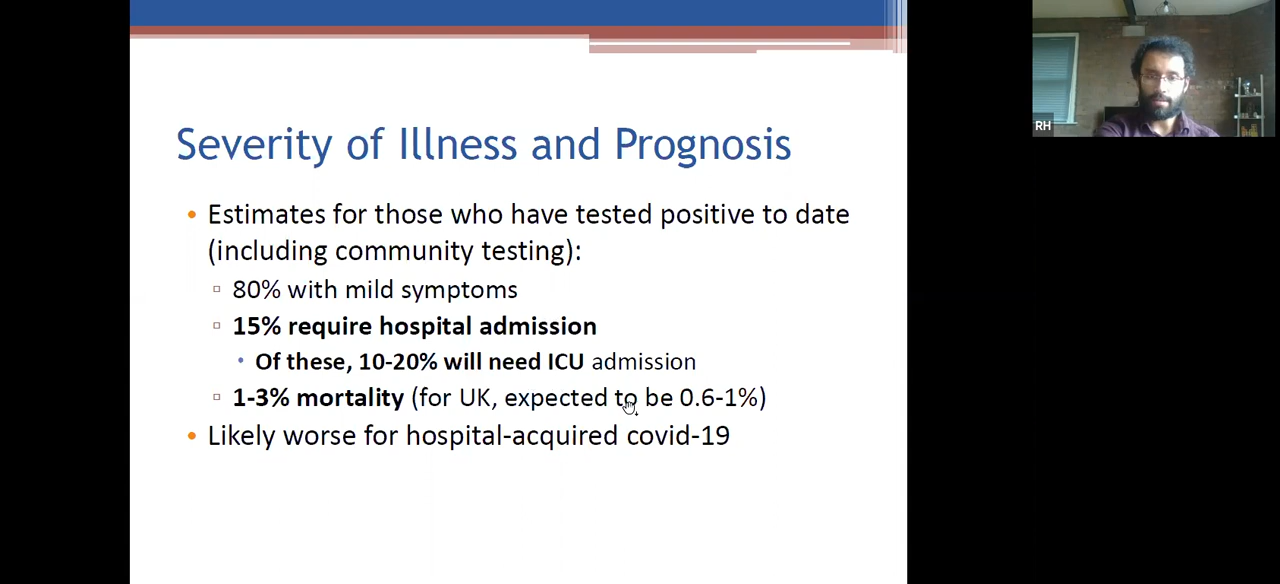 Severity of Illness and Prognosis
• Estimates for those who have tested positive to date
(including community testing):
▫ 80% with mild symptoms
▫ 15% require hospital admission
• Of these, 10-20% will need ICU admission
▫ 1-3% mortality (for UK, expected to be 0.6-1%)
• Likely worse for hospital-acquired covid-19
RH